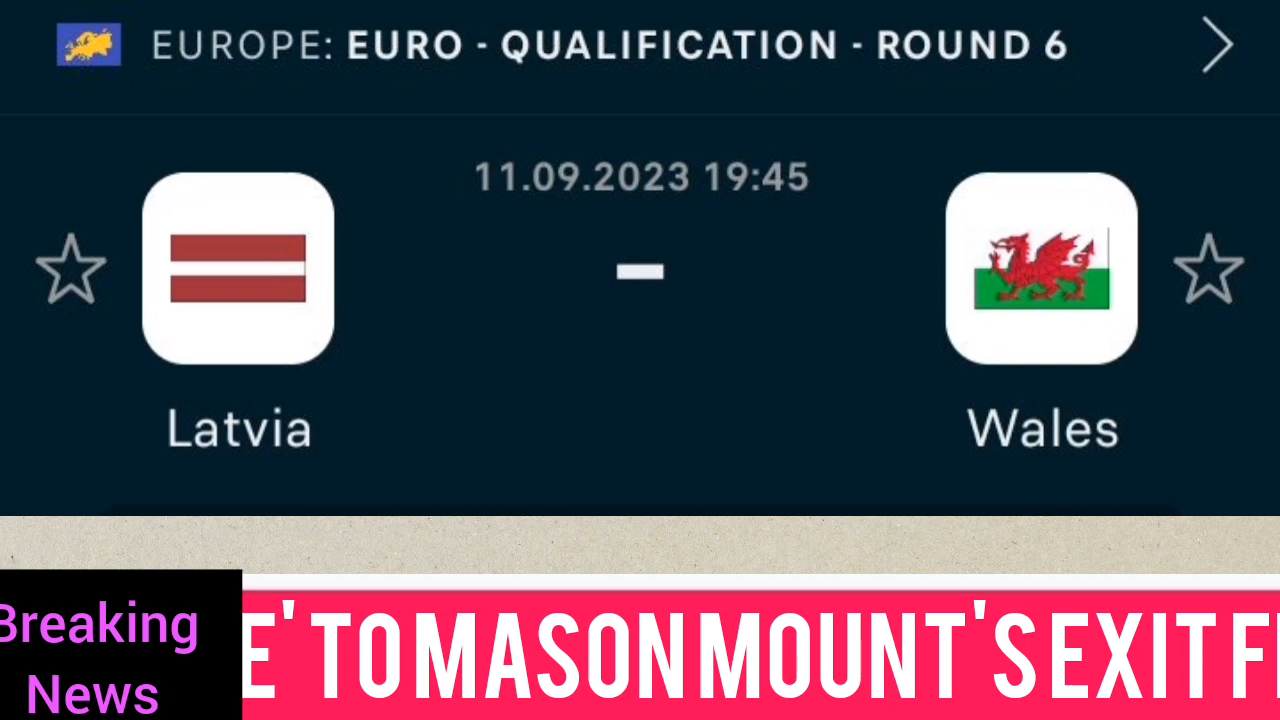 EUROPE: EURO - QUALIFICATION - ROUND 6
11.09.2023 19:45
-
Latvia
Wales
Breaking
News
E' TO MASON MOUNT'S EXIT F